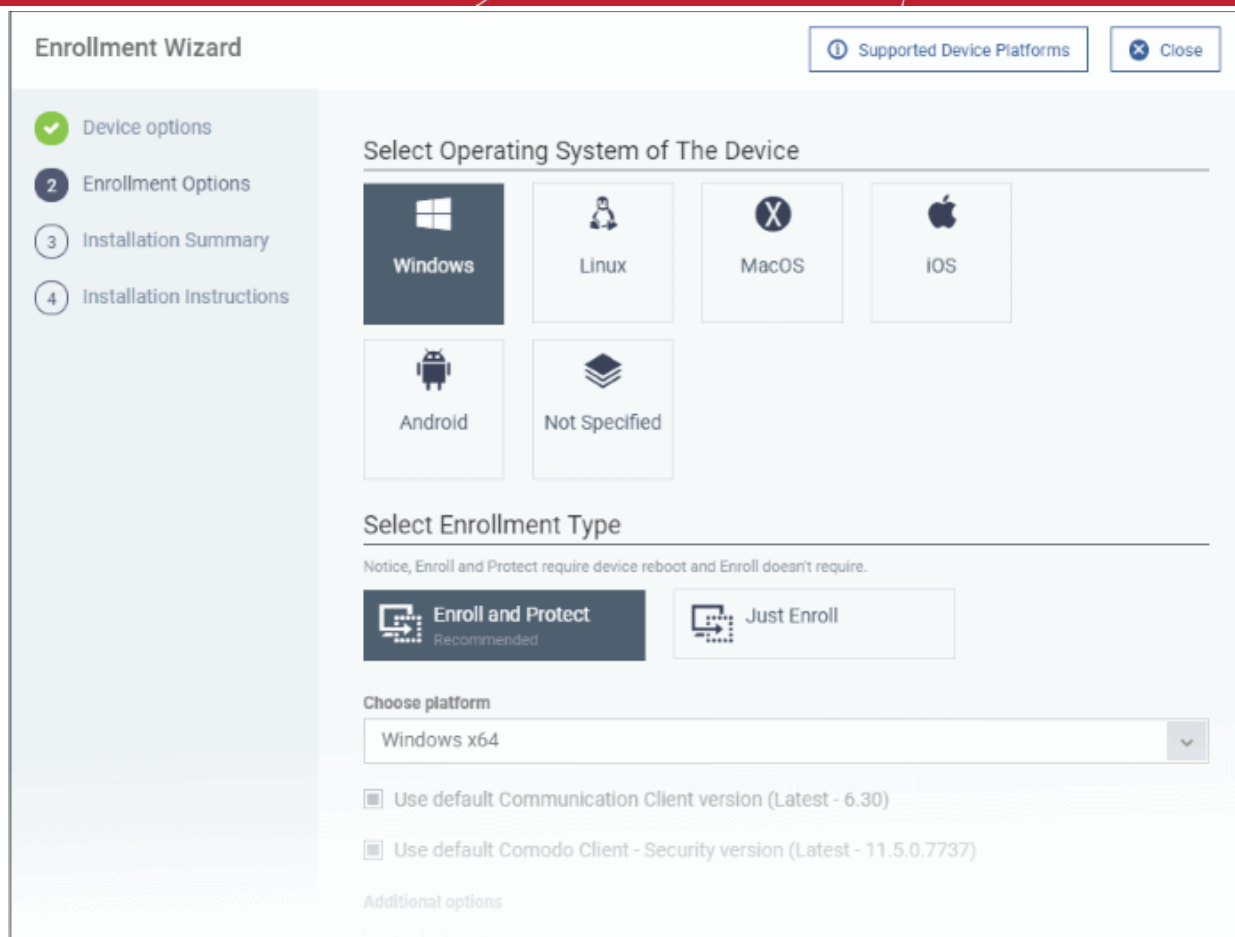 Enrollment Wizard
Supported Device Platforms
Close
Device options
2 Enrollment Options
3 Installation Summary
4 Installation Instructions
Select Operating System of The Device
Windows
Linux
X
MacOS
iOS
Android
Not Specified
Select Enrollment Type
Notice, Enroll and Protect require device reboot and Enroll doesn't require.
Enroll and Protect
Recommended
Just Enroll
Choose platform
Windows x64
Use default Communication Client version (Latest - 6.30)
Use default Comodo Client - Security version (Latest - 11.5.0.7737)
Additional options